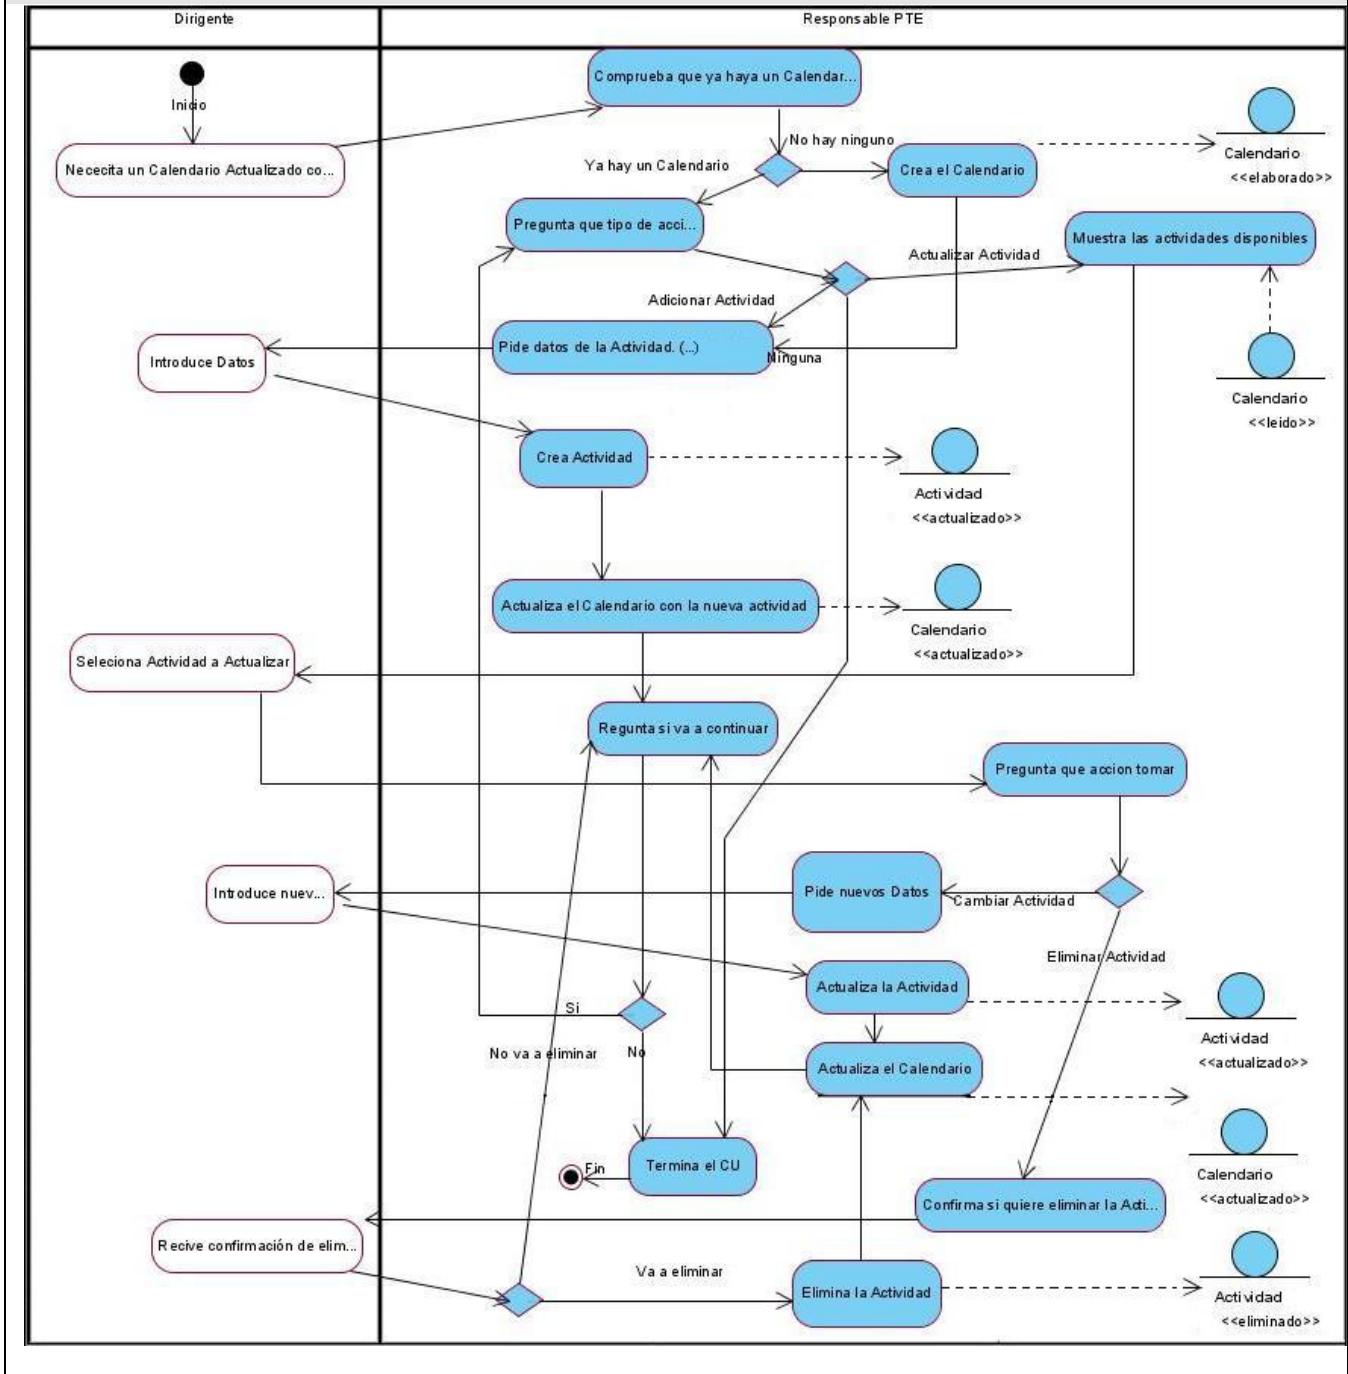 Dirigente
Responsable PTE
Comprueba que ya haya un Calendar...
Inicio
No hay ninguno
Calendario
<<elaborado>>
Nececita un Calendario Actualizado co...
Ya hay un Calendario
Crea el Calendario
Pregunta que tipo de acci...
Muestra las actividades disponibles
Actualizar Actividad
Adicionar Actividad
Pide datos de la Actividad. (...)
Ninguna
Introduce Datos
Calendario
<<leido>>
Crea Actividad
Actividad
<<actualizado>>
Actualiza el Calendario con la nueva actividad
Calendario
<<actualizado>>
Seleciona Actividad a Actualizar
Regunta si va a continuar
Pregunta que accion tomar
Introduce nuev...
Pide nuevos Datos
Cambiar Actividad
Eliminar Actividad
Actualiza la Actividad
Si
Actividad
<<actualizado>>
No va a eliminar
No
Actualiza el Calendario
Calendario
<<actualizado>>
Fin
Termina el CU
Confirma si quiere eliminar la Acti...
Recive confirmación de elim...
Va a eliminar
Elimina la Actividad
Actividad
<<eliminado>>